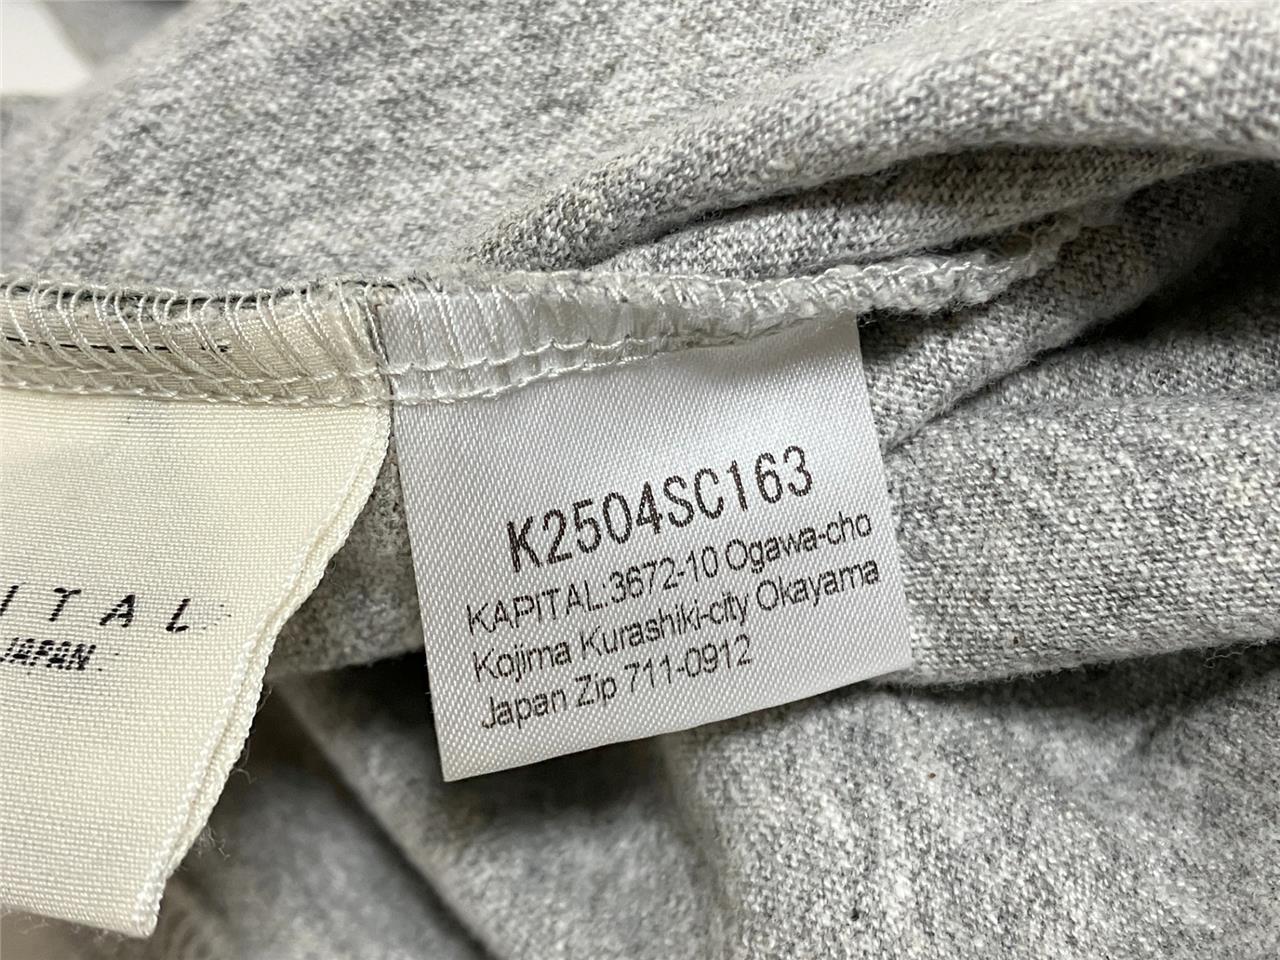 ITAL
JAPAN
K2504SC163
KAPITAL.3672-10 Ogawa-cho
Kojima Kurashiki-city Okayama
Japan Zip 711-0912